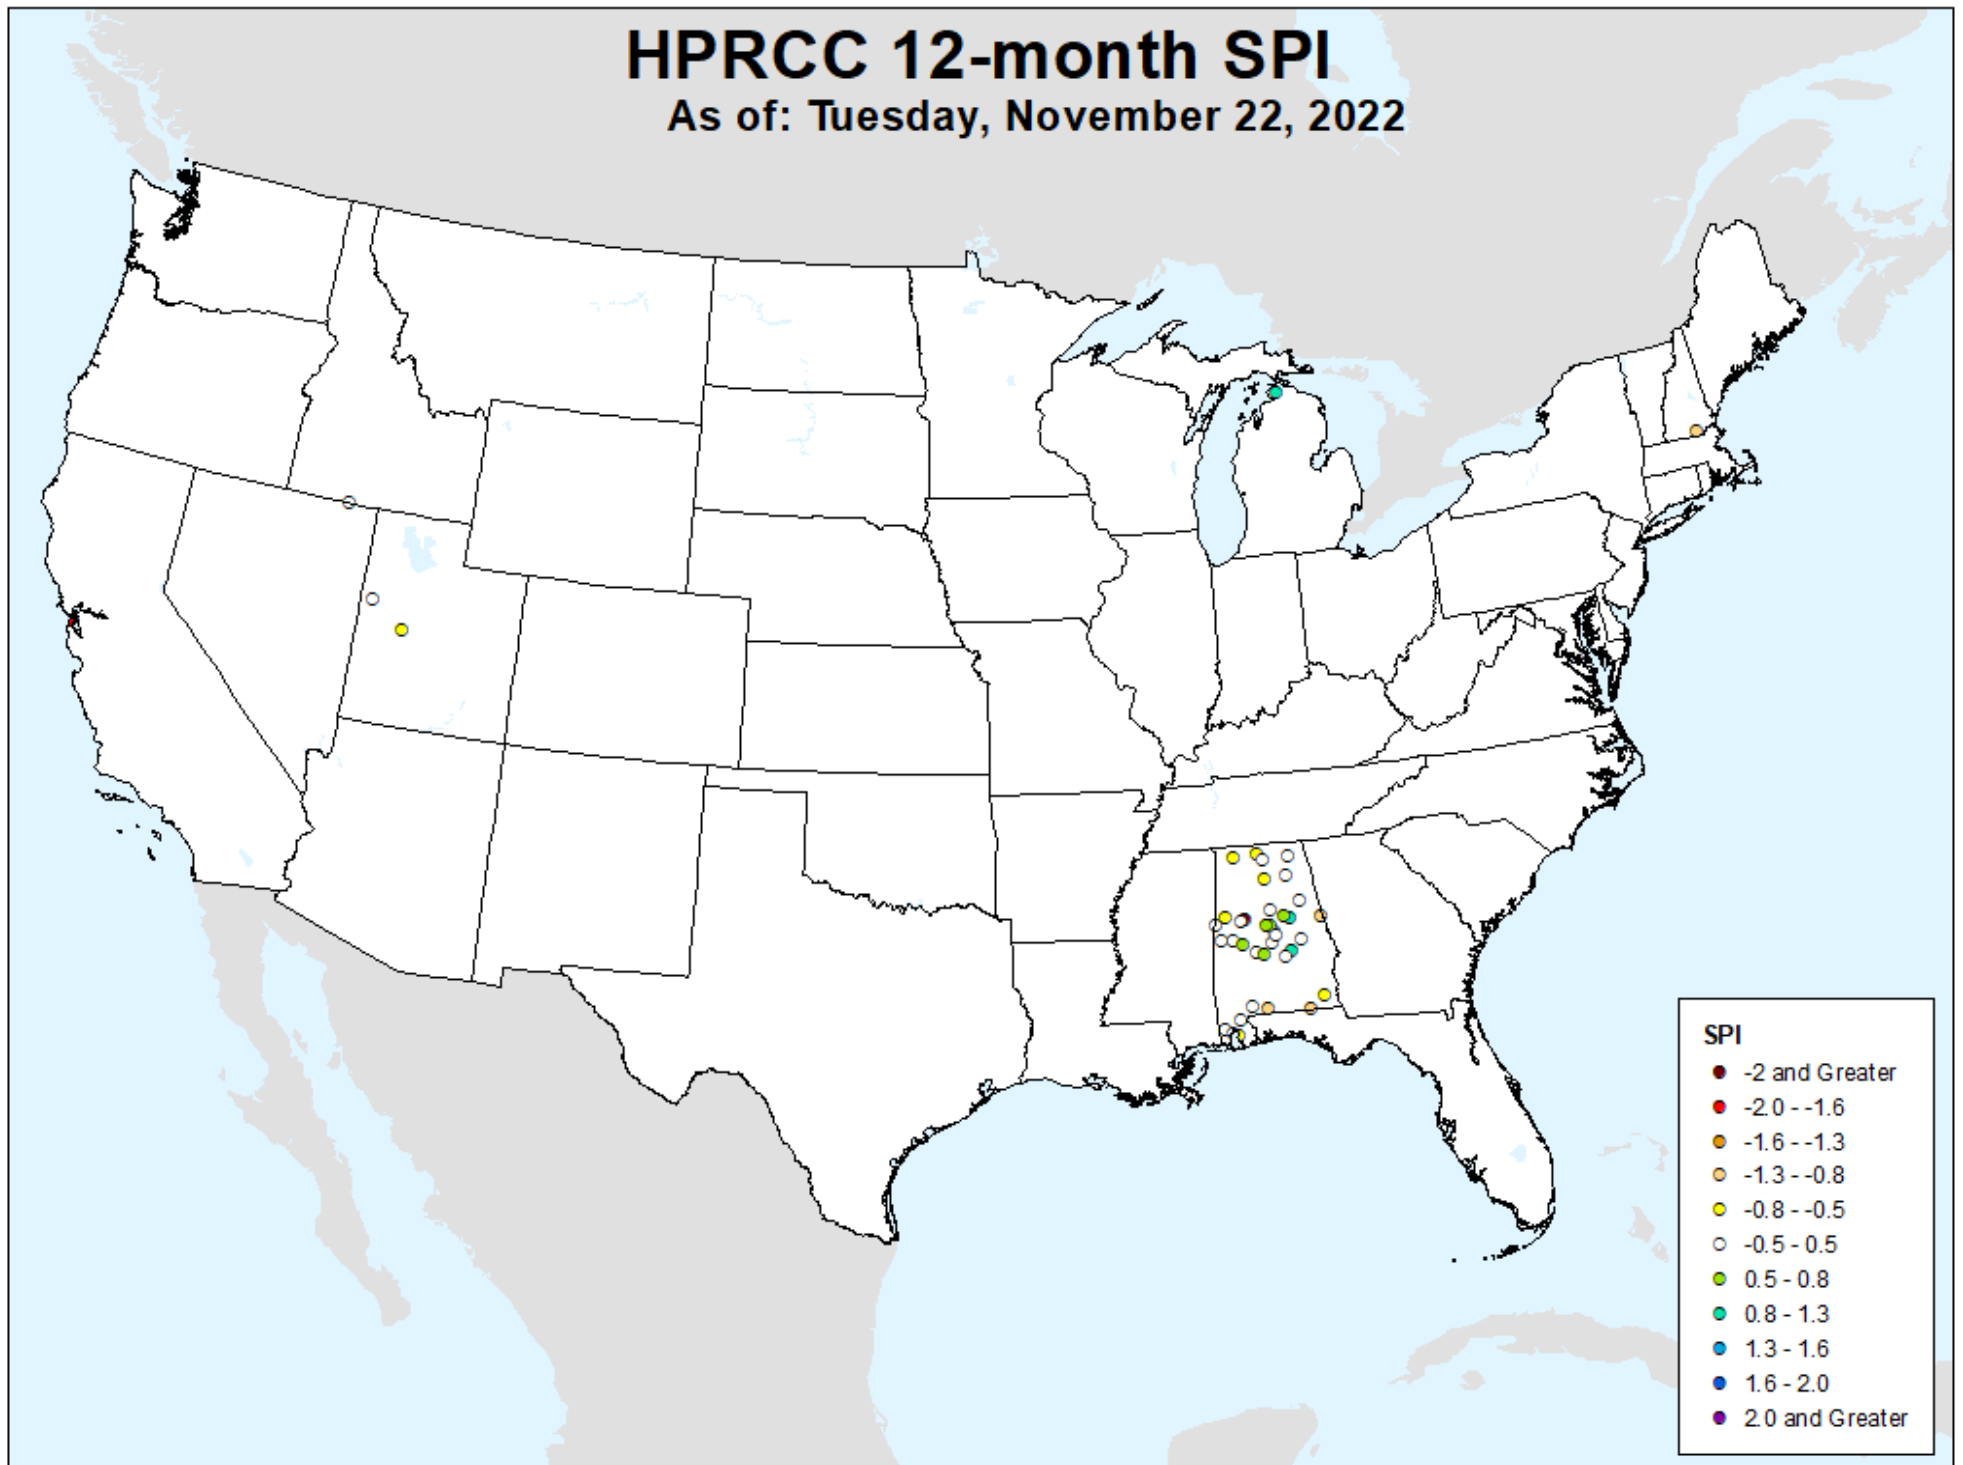 HPRCC 12-month SPI
As of: Tuesday, November 22, 2022
SPI
-2 and Greater
-2.0 - -1.6
-1.6 - -1.3
-1.3 - -0.8
-0.8 - -0.5
-0.5 - 0.5
0.5 - 0.8
0.8 - 1.3
1.3 - 1.6
1.6 - 2.0
2.0 and Greater